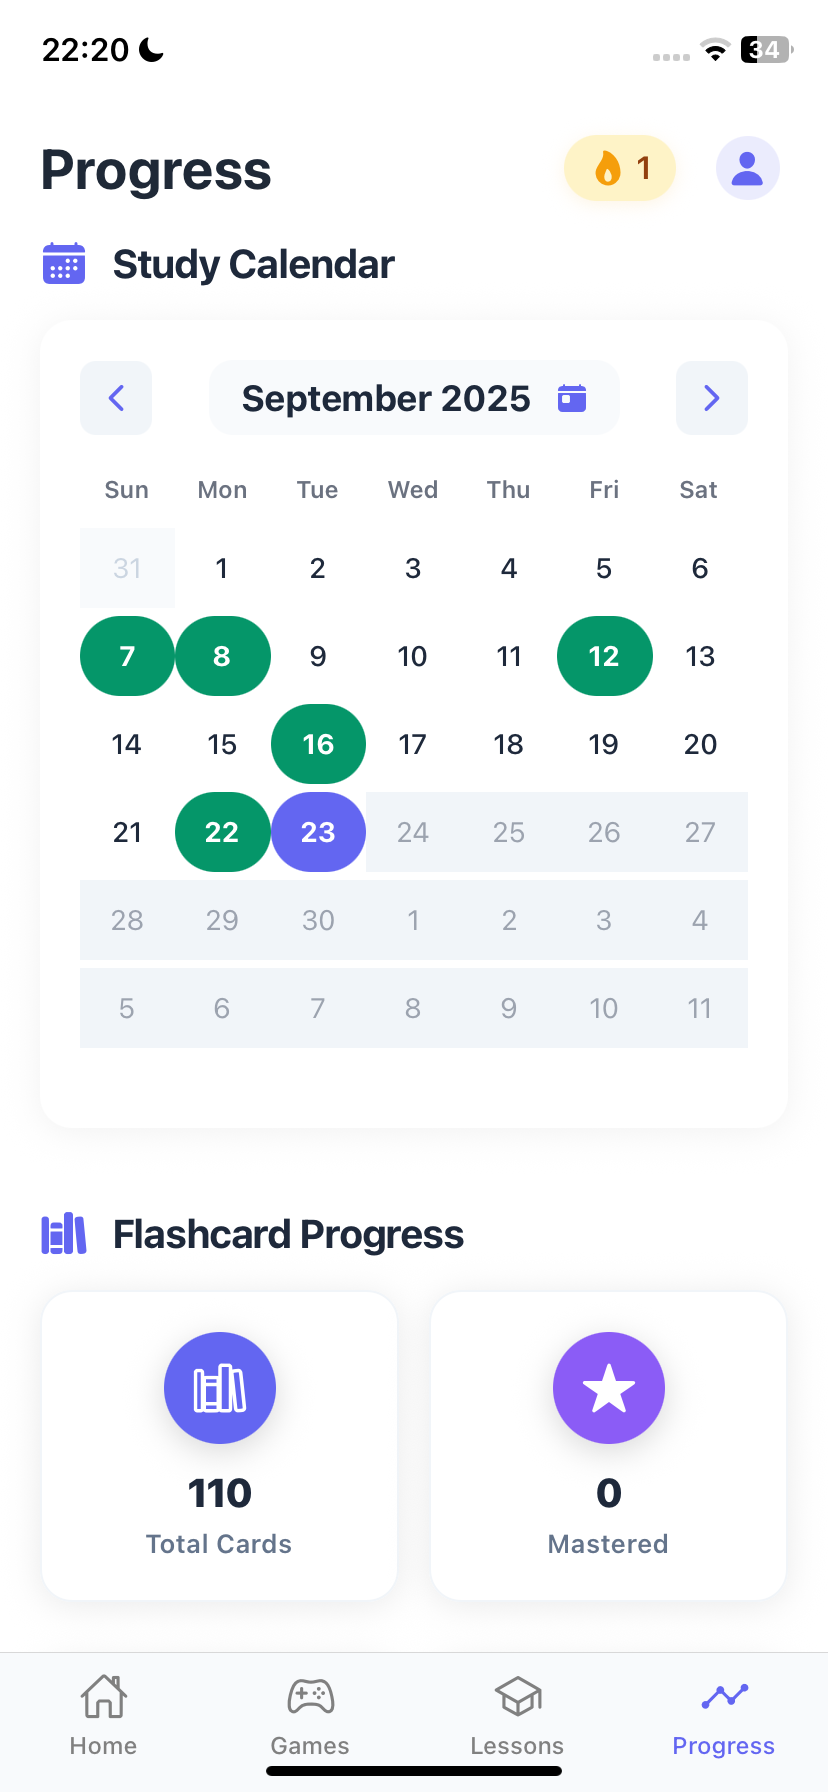 22:20
34
Progress
1
Study Calendar
September 2025
Sun Mon Tue Wed Thu Fri Sat
31 1 2 3 4 5 6
7 8 9 10 11 12 13
14 15 16 17 18 19 20
21 22 23 24 25 26 27
28 29 30 1 2 3 4
5 6 7 8 9 10 11
Flashcard Progress
110
Total Cards
0
Mastered
Home Games Lessons Progress